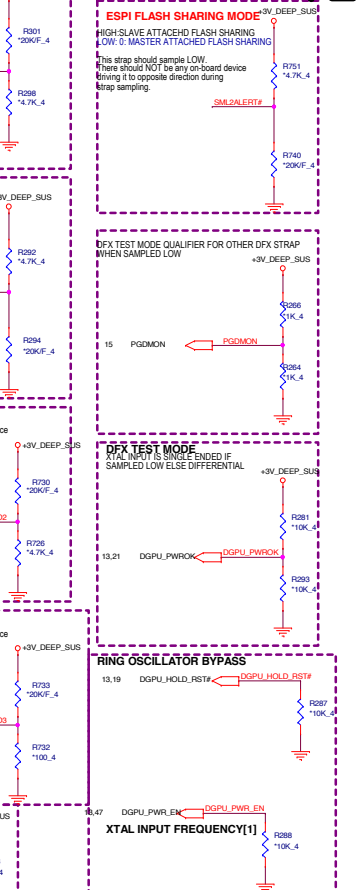 R301
*20K/F_4
R298
*4.7K_4
ESPI FLASH SHARING MODE
+3V_DEEP_SUS
HIGH:SLAVE ATTACEHD FLASH SHARING
LOW: 0: MASTER ATTACHED FLASH SHARING
This strap should sample LOW.
There should NOT be any on-board device
driving it to opposite direction during
strap sampling.
R751
*4.7K_4
SML2ALERT#
R740
*20K/F_4
3V_DEEP_SUS
R292
*4.7K_4
R294
*20K/F_4
DFX TEST MODE QUALIFIER FOR OTHER DFX STRAP
WHEN SAMPLED LOW
+3V_DEEP_SUS
R266
*1K_4
15 PGDMON
PGDMON
R264
*1K_4
ce
+3V_DEEP_SUS
R730
*20K/F_4
D2
R726
*4.7K_4
DFX TEST MODE
XTAL INPUT IS SINGLE ENDED IF
SAMPLED LOW ELSE DIFFERENTIAL
+3V_DEEP_SUS
R281
*10K_4
13,21 DGPU_PWROK
DGPU_PWROK
R293
*10K_4
ce
+3V_DEEP_SUS
R733
*20K/F_4
D3
R732
*100_4
RING OSCILLATOR BYPASS
13,19 DGPU_HOLD_RST#
DGPU_HOLD_RST#
R287
*10K_4
US
13,47 DGPU_PWR_EN
DGPU_PWR_EN
XTAL INPUT FREQUENCY[1]
R288
*10K_4